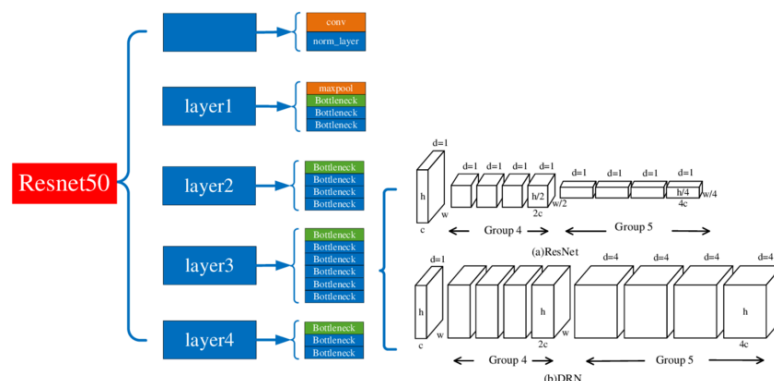 Resnet50
conv
norm_layer
layer1
maxpool
Bottleneck
Bottleneck
Bottleneck
layer2
Bottleneck
Bottleneck
Bottleneck
Bottleneck
layer3
Bottleneck
Bottleneck
Bottleneck
Bottleneck
Bottleneck
Bottleneck
layer4
Bottleneck
Bottleneck
Bottleneck
d=1
d=1 d=1 d=1 d=1
d=1 d=1 d=1 d=1
h
h/2
h/4
w/4
w
w/2
c
2c
4c
Group 4
Group 5
(a)ResNet
d=1
d=4 d=4 d=4 d=4
h
h
h
w
w
c
2c
4c
Group 4
Group 5
(b)DRN